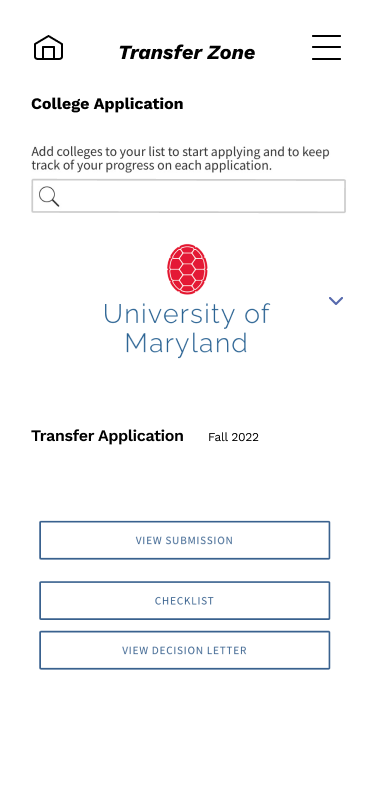 Transfer Zone
College Application
Add colleges to your list to start applying and to keep
track of your progress on each application.
University of
Maryland
Transfer Application Fall 2022
VIEW SUBMISSION
CHECKLIST
VIEW DECISION LETTER